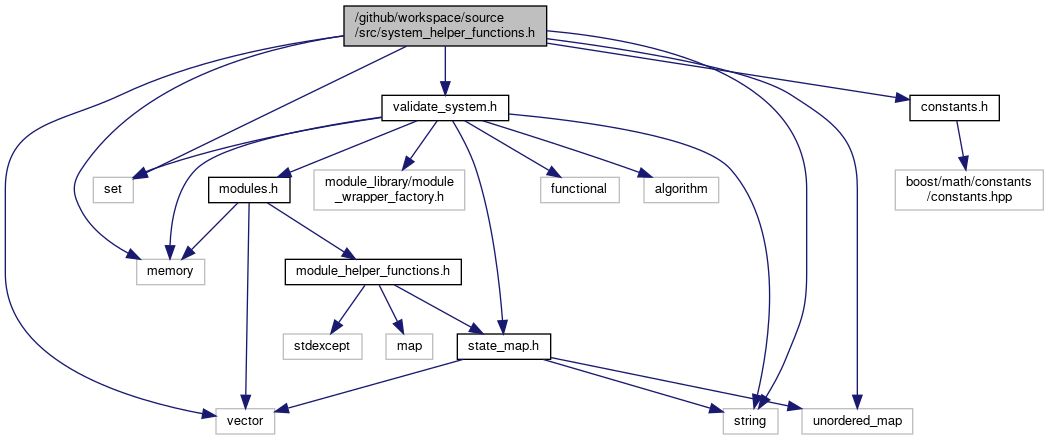 /github/workspace/source
/src/system_helper_functions.h
validate_system.h
constants.h
set
modules.h
module_library/module
_wrapper_factory.h
functional
algorithm
boost/math/constants
/constants.hpp
memory
module_helper_functions.h
stdexcept
map
state_map.h
vector
string
unordered_map